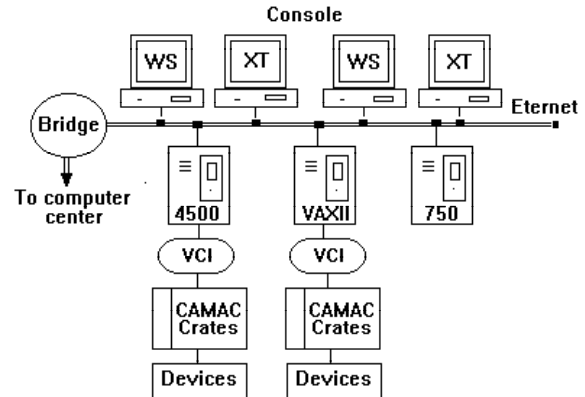 Console
WS
XT
WS
XT
Eternet
Bridge
To computer
center
4500
VAXII
750
VCI
VCI
CAMAC
Crates
CAMAC
Crates
Devices
Devices